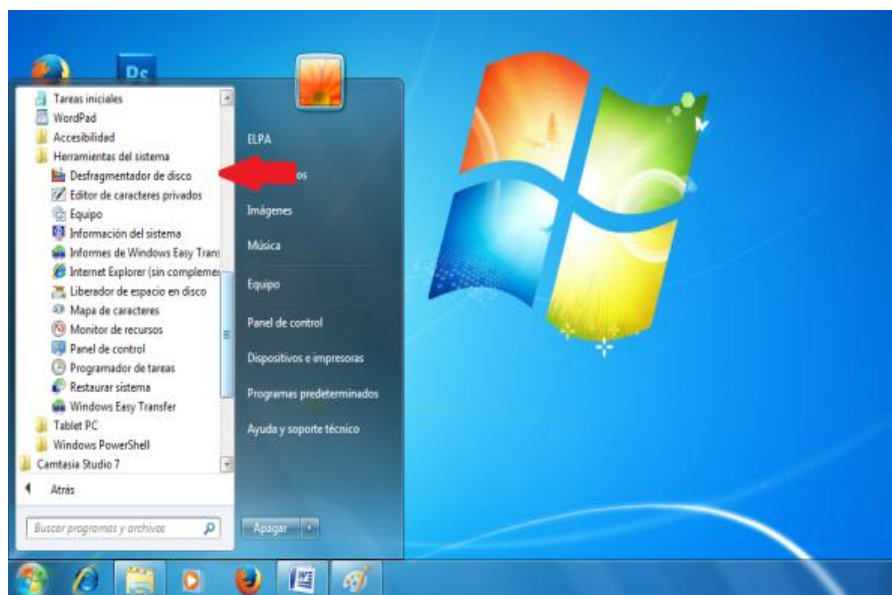 Ps
Tareas iniciales
WordPad
Accesibilidad
Herramientas del sistema
Desfragmentador de disco
Editor de caracteres privados
Equipo
Información del sistema
Informes de Windows Easy Trans
Internet Explorer (sin complemen
Liberador de espacio en disco
Mapa de caracteres
Monitor de recursos
Panel de control
Programador de tareas
Restaurar sistema
Windows Easy Transfer
Tablet PC
Windows PowerShell
Camtasia Studio 7
Atrás
Buscar programas y archivos
ELPA
os
Imágenes
Música
Equipo
Panel de control
Dispositivos e impresoras
Programas predeterminados
Ayuda y soporte técnico
Apagar